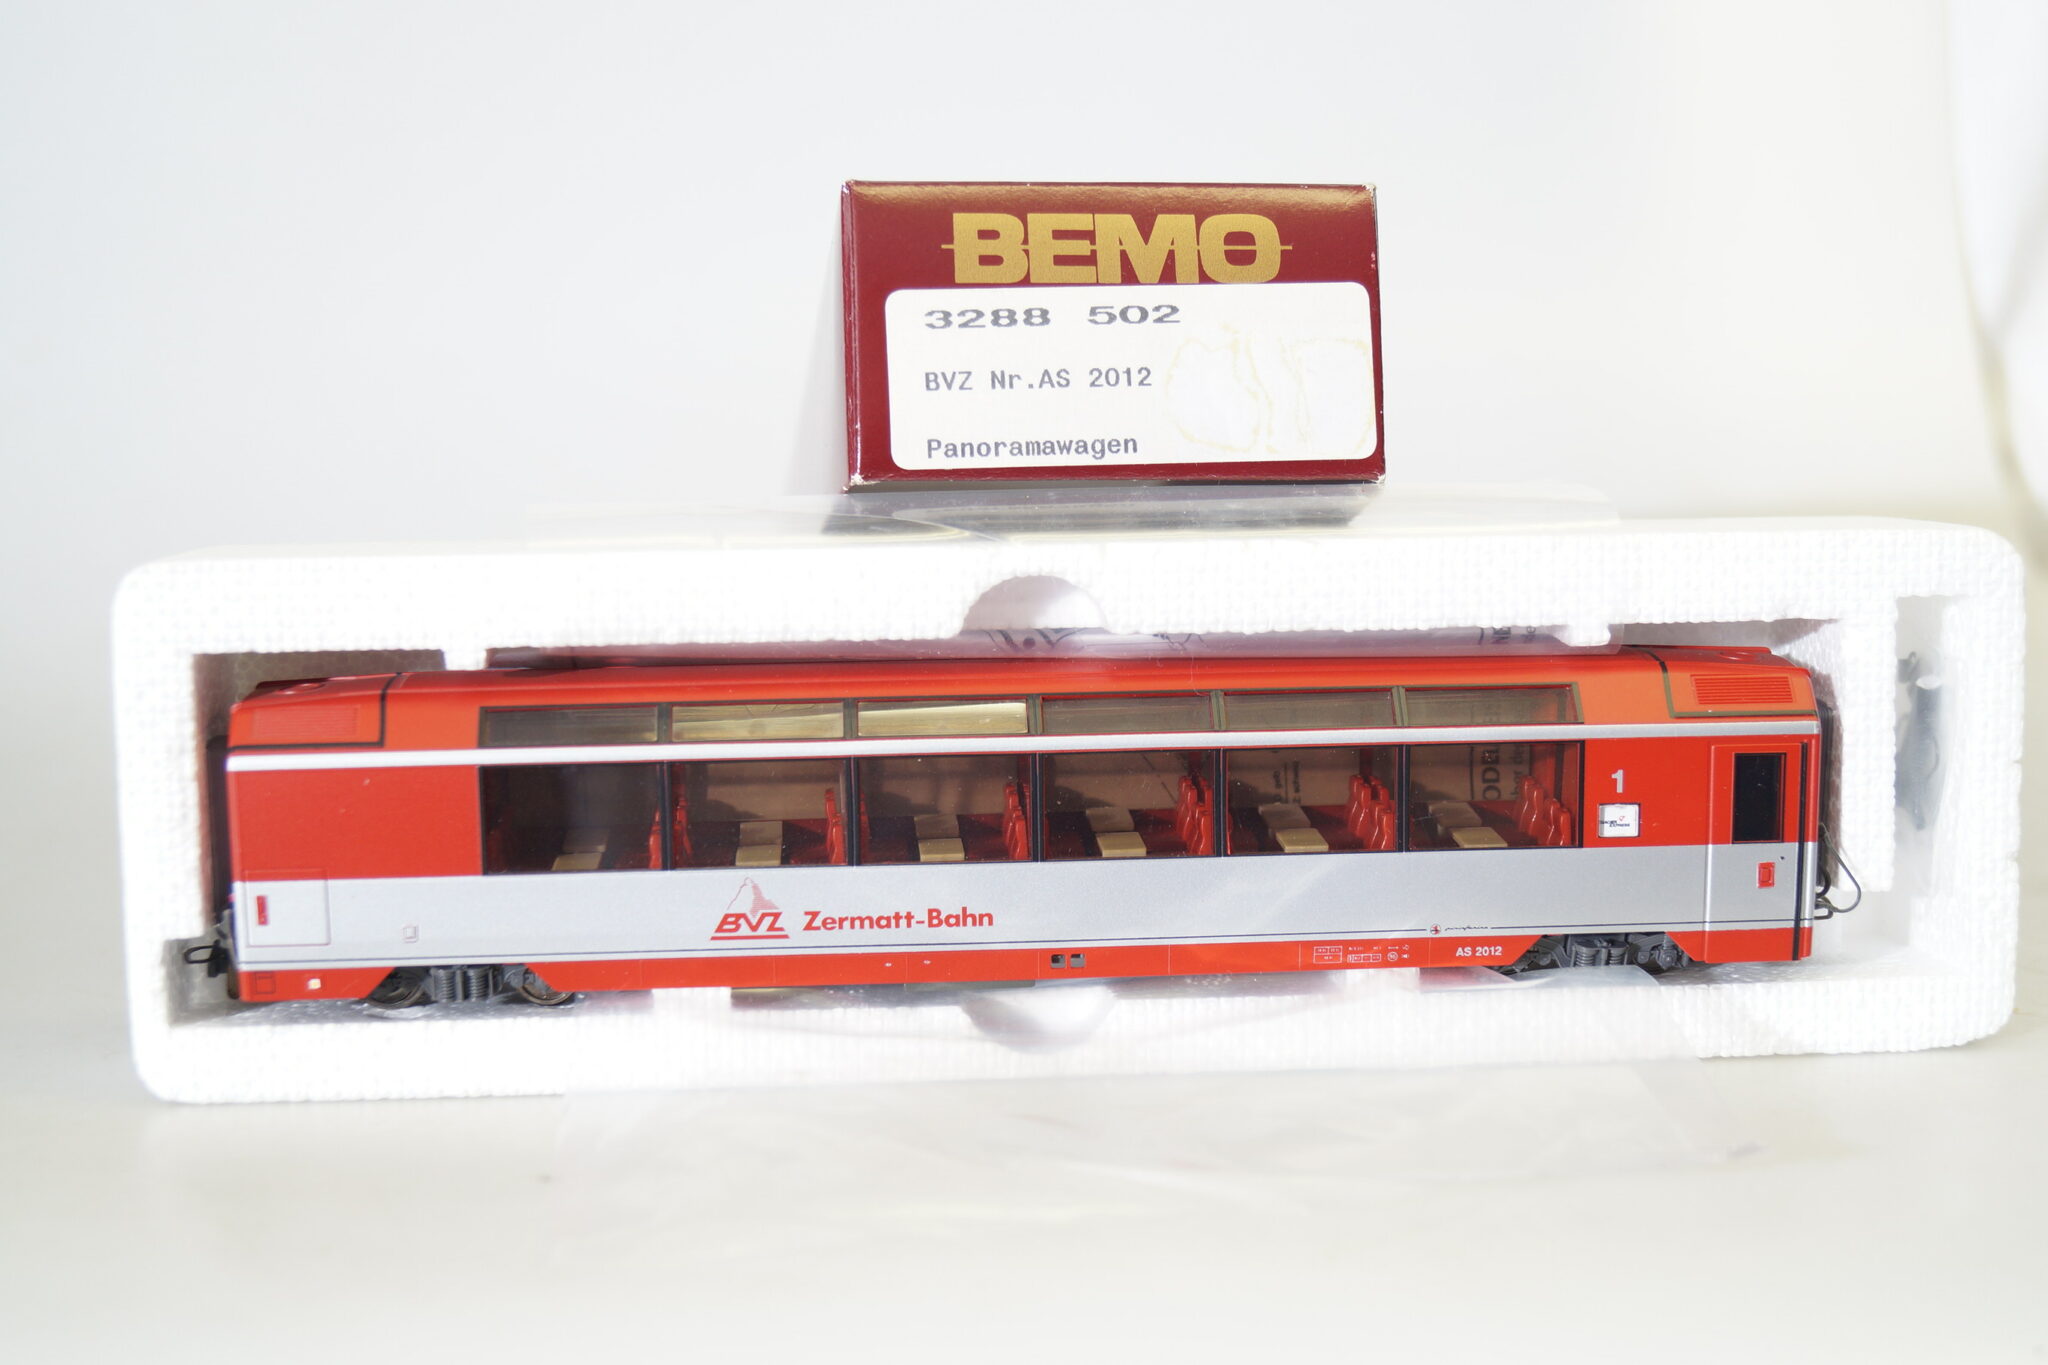 BEMO
3288 502
BVZ Nr.AS 2012
Panoramawagen
1
BVZ Zermatt-Bahn
AS 2012